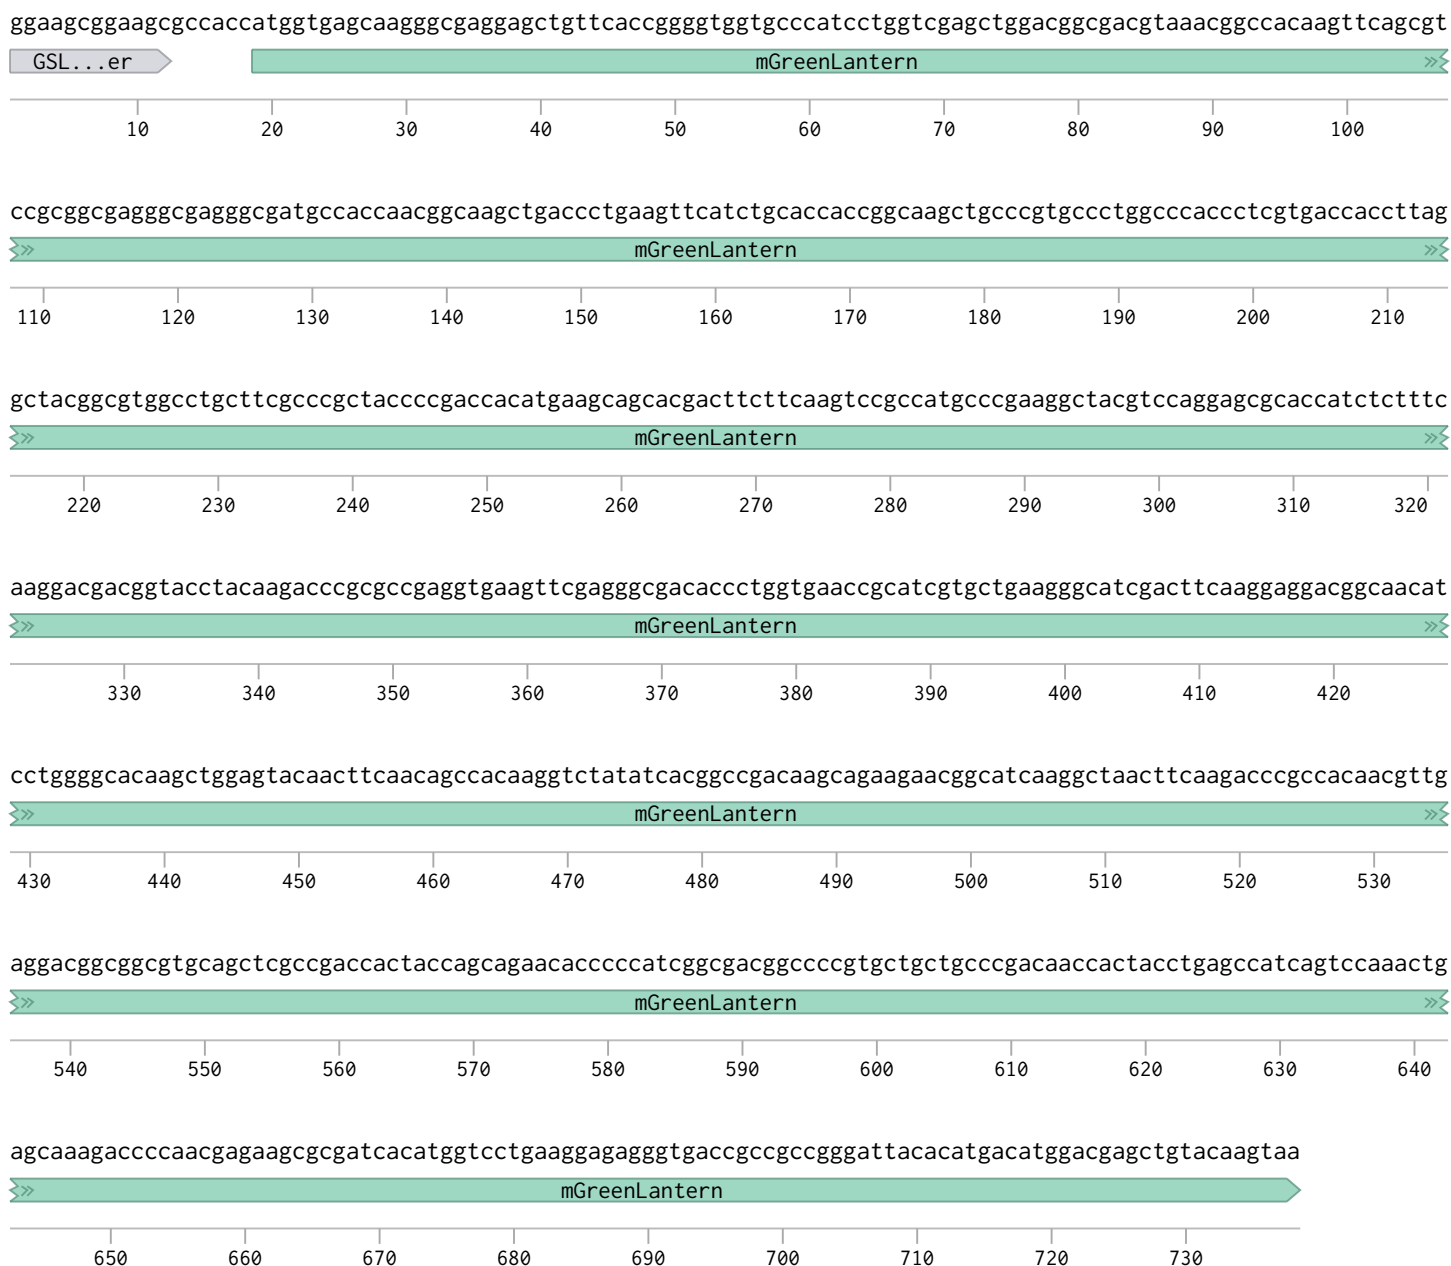 ggaagcggaagcgccaccatggtgagcaagggcgaggagctgttcaccggggtggtgcccatcctggtcgagctggacggcgacgtaaacggccacaagttcagcgt
GSL...er mGreenLantern
10 20 30 40 50 60 70 80 90 100
ccgcggcgagggcgagggcgatgccaccaacggcaagctgaccctgaagttcatctgcaccaccggcaagctgcccgtgccctggcccaccctcgtgaccaccttag
mGreenLantern
110 120 130 140 150 160 170 180 190 200 210
gctacggcgtggcctgcttcgcccgctaccccgaccacatgaagcagcacgacttcttcaagtccgccatgcccgaaggctacgtccaggagcgcaccatctctttc
mGreenLantern
220 230 240 250 260 270 280 290 300 310 320
aaggacgacggtacctacaagacccgcgccgaggtgaagttcgagggcgacaccctggtgaaccgcatcgtgctgaagggcatcgacttcaaggaggacggcaacat
mGreenLantern
330 340 350 360 370 380 390 400 410 420
cctggggcacaagctggagtacaacttcaacagccacaaggtctatatcacggccgacaagcagaagaacggcatcaaggctaacttcaagacccgccacaacgttg
mGreenLantern
430 440 450 460 470 480 490 500 510 520 530
aggacggcggcgtgcagctcgccgaccactaccagcagaacacccccatcggcgacggccccgtgctgctgcccgacaaccactacctgagccatcagtccaaactg
mGreenLantern
540 550 560 570 580 590 600 610 620 630 640
agcaaagaccccaacgagaagcgcgatcacatggtcctgaaggagagggtgaccgccgccgggattacacatgacatggacgagctgtacaagtaa
mGreenLantern
650 660 670 680 690 700 710 720 730